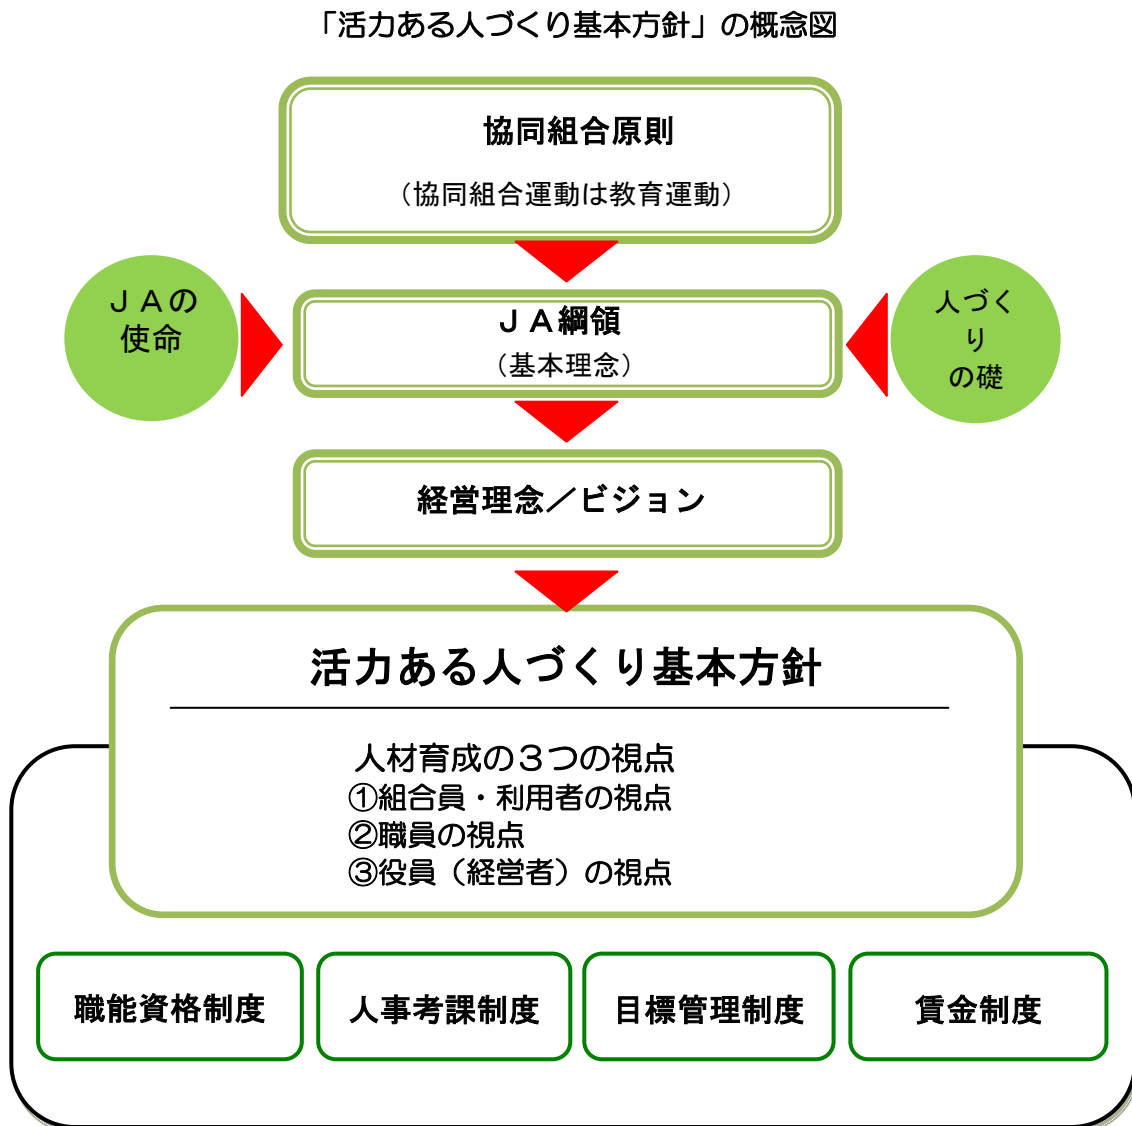 「活力ある人づくり基本方針」の概念図
協同組合原則
（協同組合運動は教育運動）
ＪＡの
使命
ＪＡ綱領
（基本理念）
人づく
り
の礎
経営理念／ビジョン
活力ある人づくり基本方針
人材育成の３つの視点
①組合員・利用者の視点
②職員の視点
③役員（経営者）の視点
職能資格制度
人事考課制度
目標管理制度
賃金制度